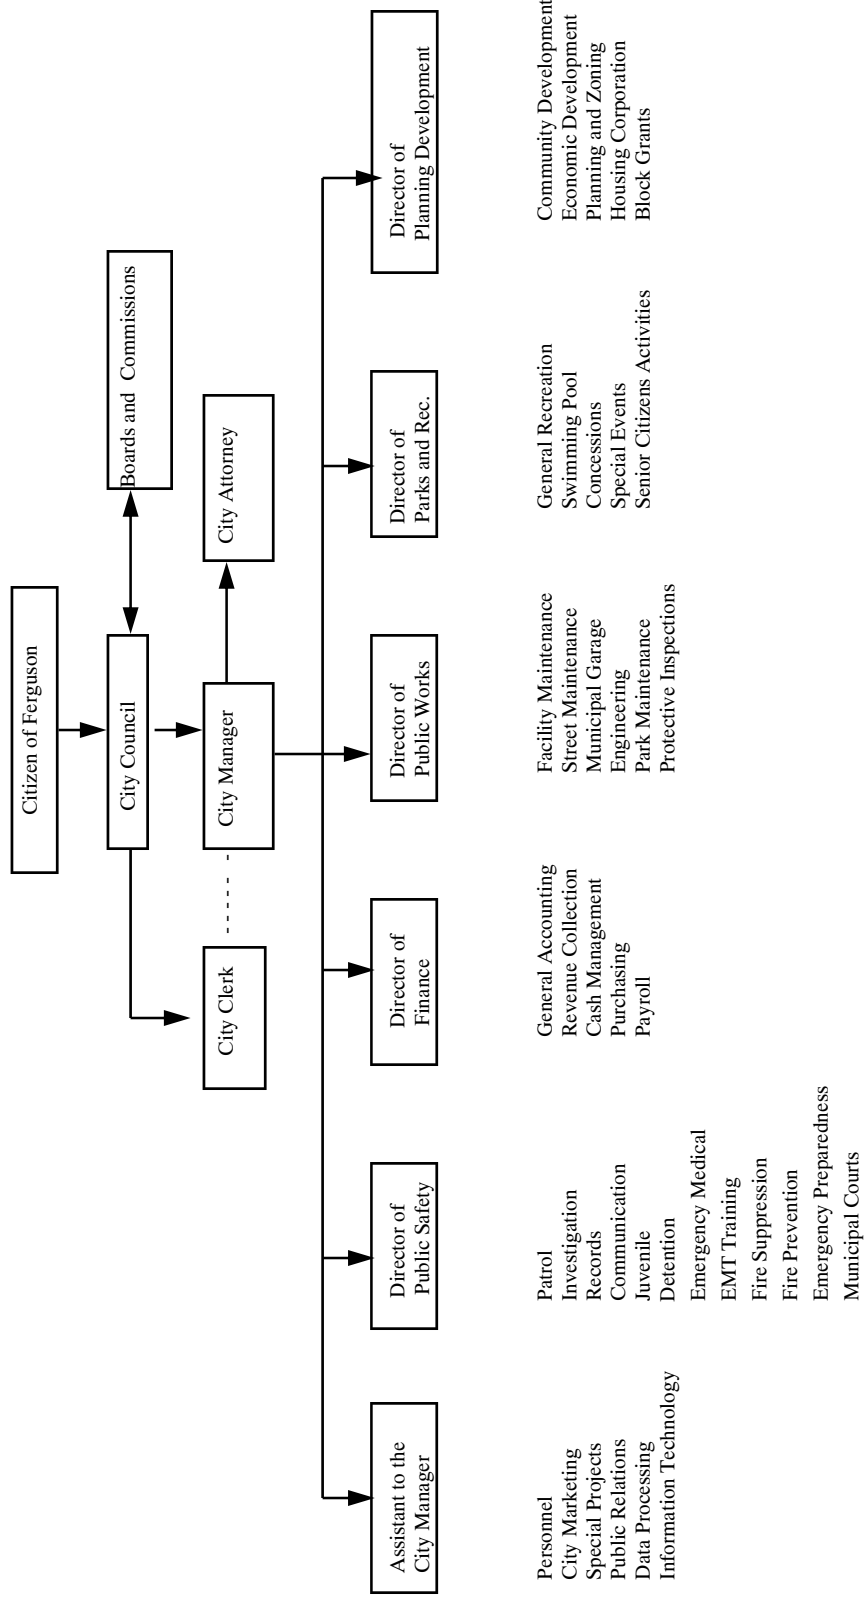 Citizen of Ferguson
City Council
Boards and Commissions
City Clerk
City Manager
City Attorney
Assistant to the
City Manager
Director of
Public Safety
Director of
Finance
Director of
Public Works
Director of
Parks and Rec.
Director of
Planning Development
Personnel
City Marketing
Special Projects
Public Relations
Data Processing
Information Technology
Patrol
Investigation
Records
Communication
Juvenile
Detention
Emergency Medical
EMT Training
Fire Suppression
Fire Prevention
Emergency Preparedness
Municipal Courts
General Accounting
Revenue Collection
Cash Management
Purchasing
Payroll
Facility Maintenance
Street Maintenance
Municipal Garage
Engineering
Park Maintenance
Protective Inspections
General Recreation
Swimming Pool
Concessions
Special Events
Senior Citizens Activities
Community Development
Economic Development
Planning and Zoning
Housing Corporation
Block Grants